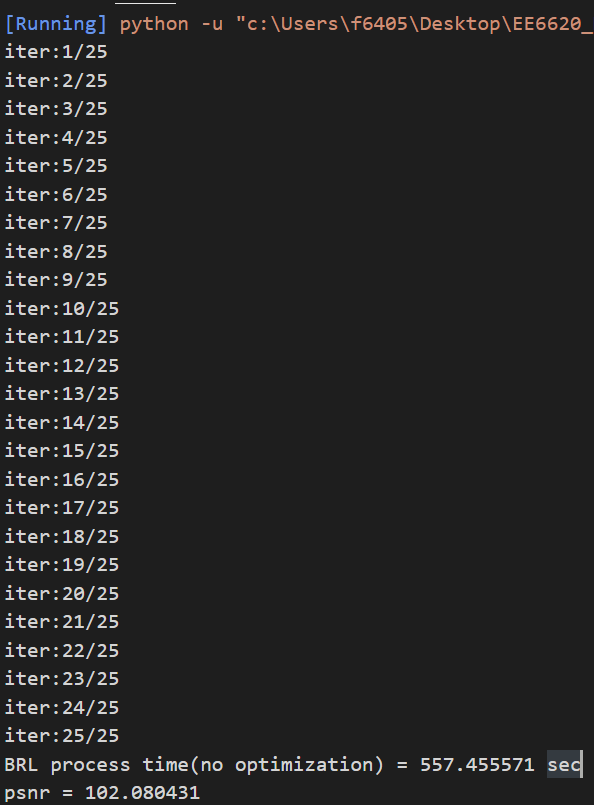 [Running] python -u "c:\Users\f6405\Desktop\EE6620_
iter:1/25
iter:2/25
iter:3/25
iter:4/25
iter:5/25
iter:6/25
iter:7/25
iter:8/25
iter:9/25
iter:10/25
iter:11/25
iter:12/25
iter:13/25
iter:14/25
iter:15/25
iter:16/25
iter:17/25
iter:18/25
iter:19/25
iter:20/25
iter:21/25
iter:22/25
iter:23/25
iter:24/25
iter:25/25
BRL process time(no optimization) = 557.455571 sec
psnr = 102.080431